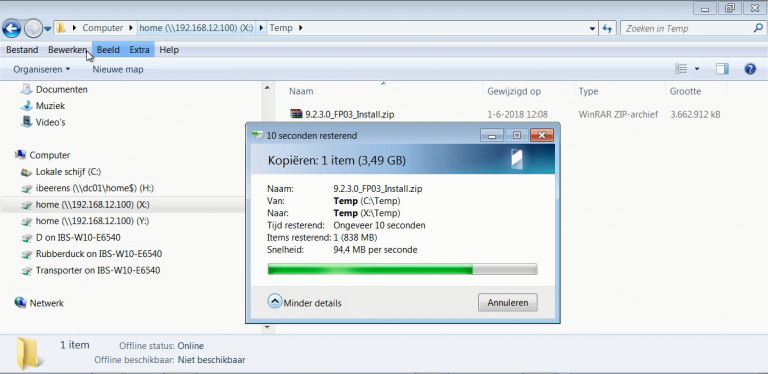 Computer home (\\192.168.12.100) (X:) Temp Zoeken in Temp
Bestand Bewerken Beeld Extra Help
Organiseren Nieuwe map
Naam Gewijzigd op Type Grootte
9.2.3.0_FP03_Install.zip 1-6-2018 12:08 WinRAR ZIP-archief 3.662.912 kB
Documenten
Muziek
Video's
Computer
Lokale schijf (C:)
ibeerens (\\dc01\home$) (H:)
home (\\192.168.12.100) (X:)
home (\\192.168.12.100) (Y:)
D on IBS-W10-E6540
Rubberduck on IBS-W10-E6540
Transporter on IBS-W10-E6540
Netwerk
10 seconden resterend
Kopiëren: 1 item (3,49 GB)
Naam: 9.2.3.0_FP03_Install.zip
Van: Temp (C:\Temp)
Naar: Temp (X:\Temp)
Tijd resterend: Ongeveer 10 seconden
Items resterend: 1 (838 MB)
Snelheid: 94,4 MB per seconde
Minder details Annuleren
1 item Offline status: Online
Offline beschikbaar: Niet beschikbaar